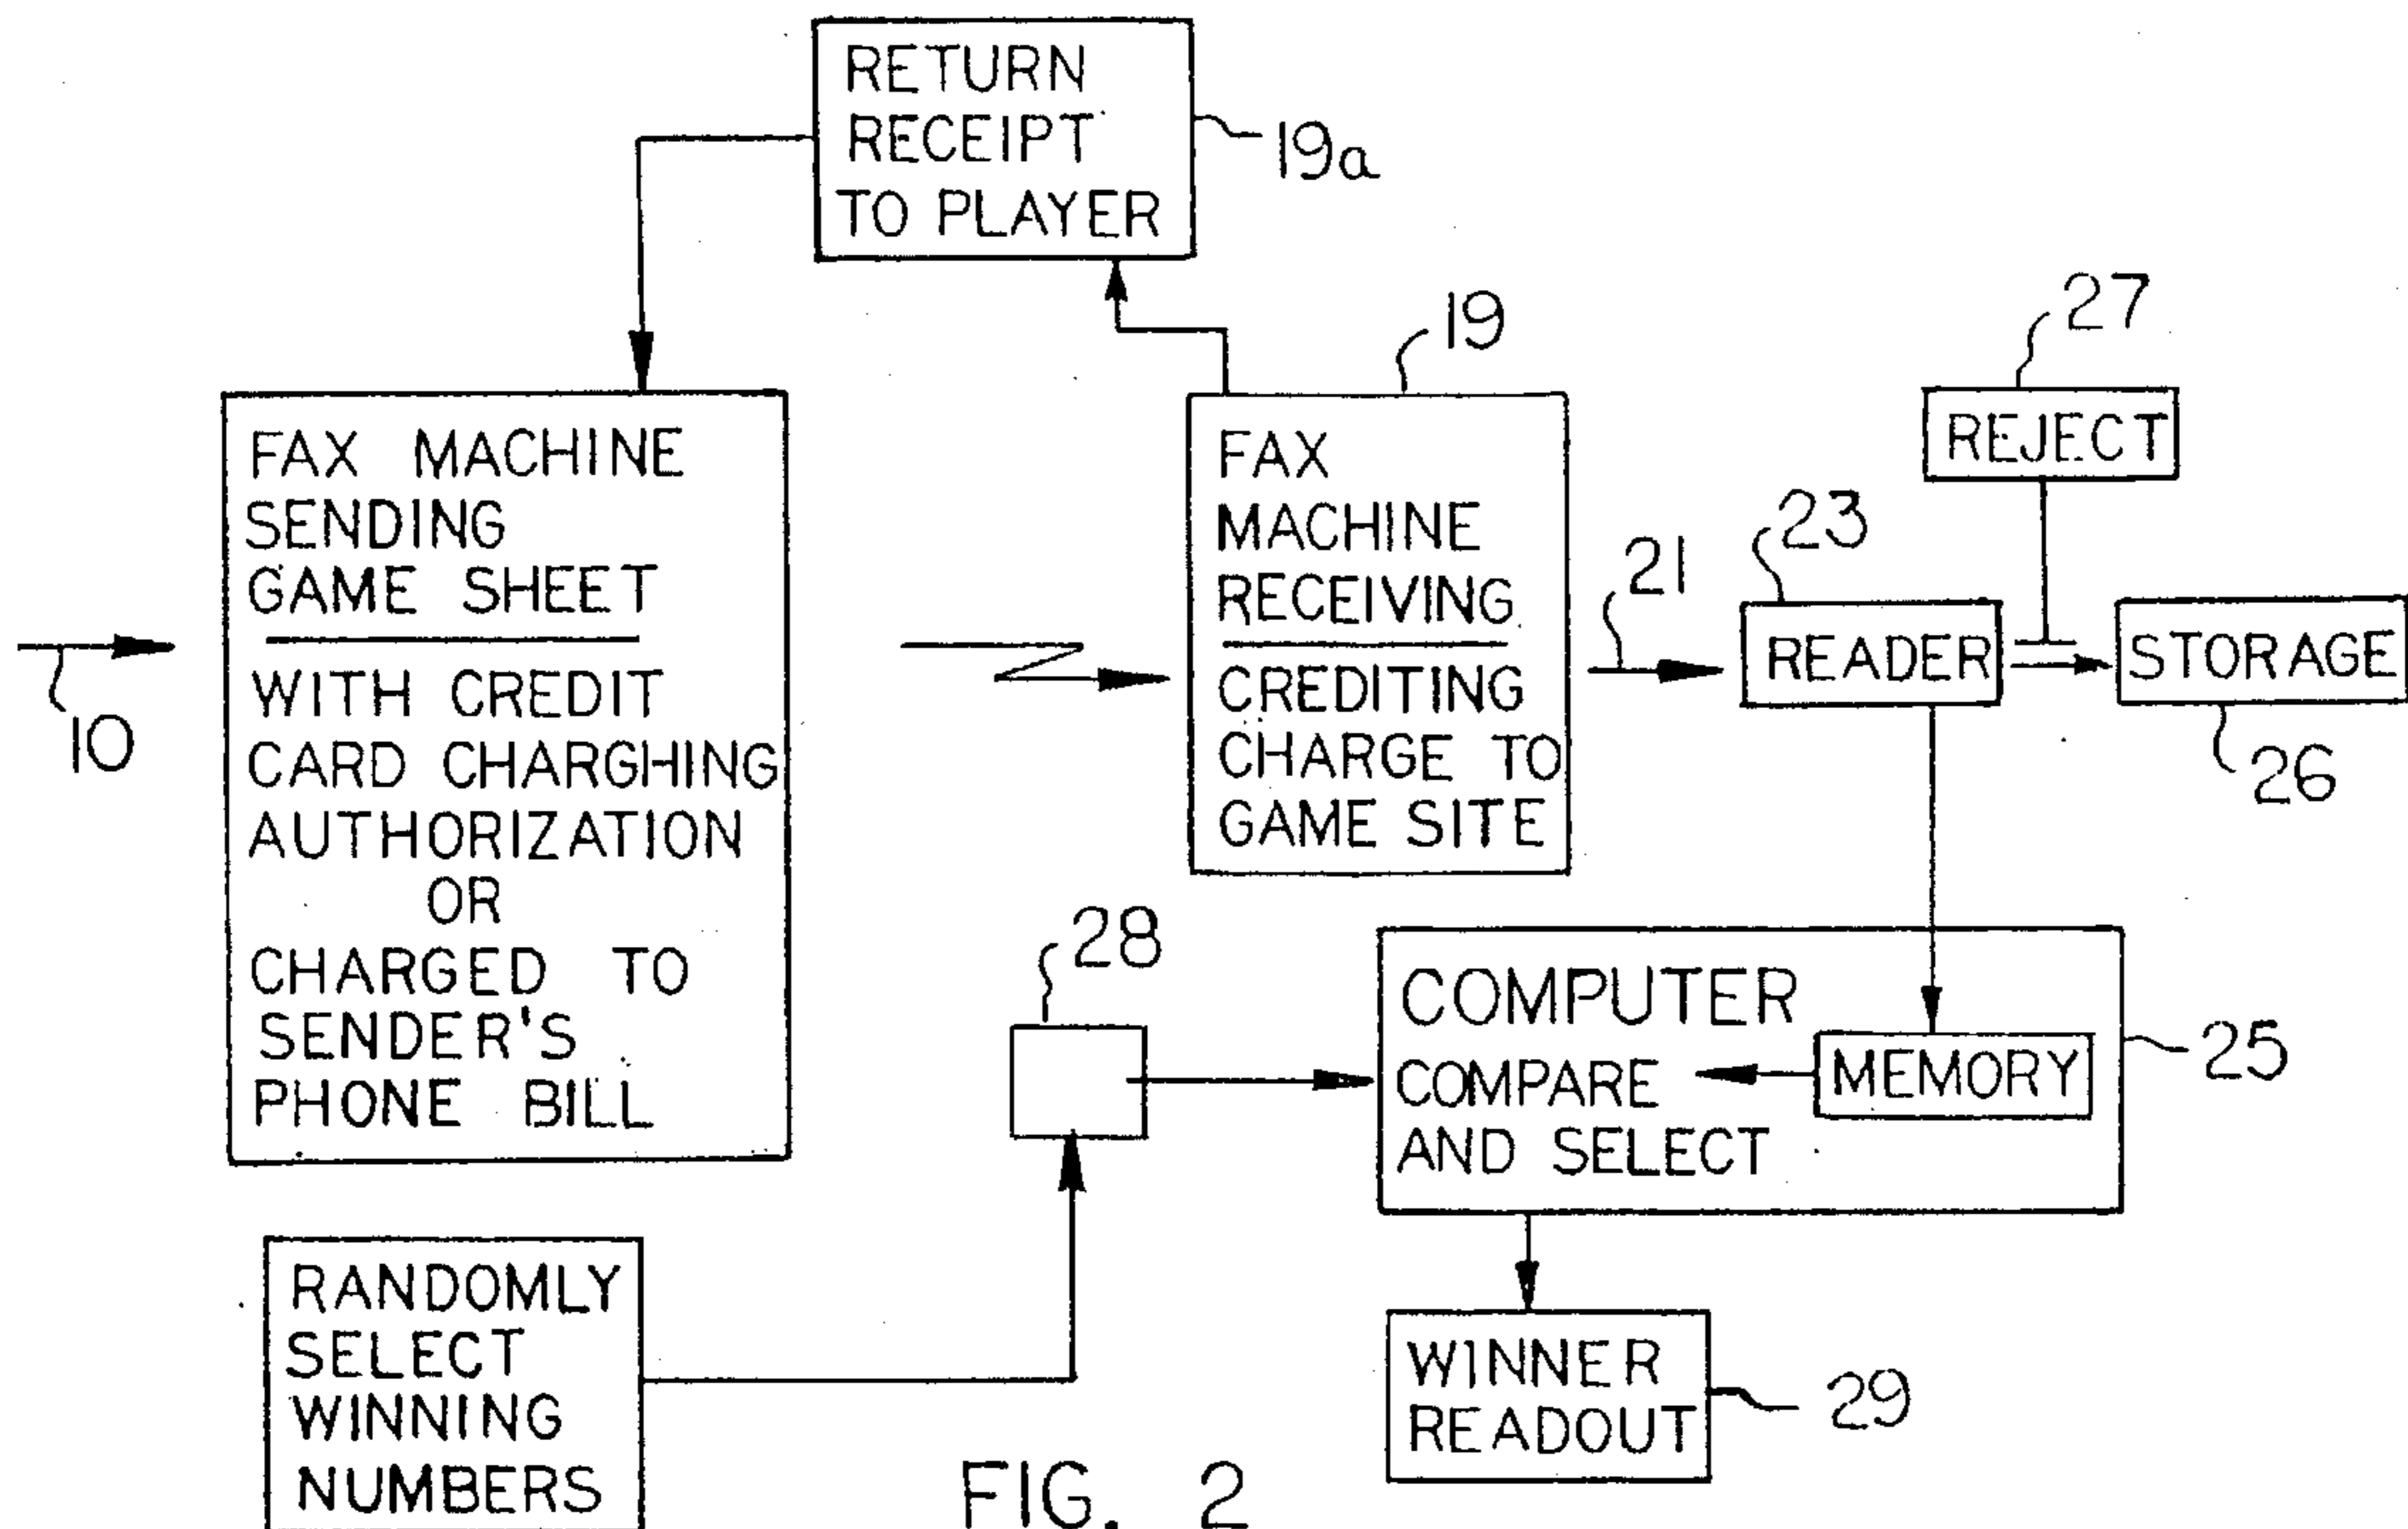 RETURN
RECEIPT
TO PLAYER
19a
FAX MACHINE
SENDING
GAME SHEET
WITH CREDIT
CARD CHARGHING
AUTHORIZATION
OR
CHARGED TO
SENDER'S
PHONE BILL
10
19
FAX
MACHINE
RECEIVING
CREDITING
CHARGE TO
GAME SITE
21
23
READER
27
REJECT
STORAGE
26
28
COMPUTER
COMPARE
AND SELECT
MEMORY
25
RANDOMLY
SELECT
WINNING
NUMBERS
WINNER
READOUT
29
FIG. 2